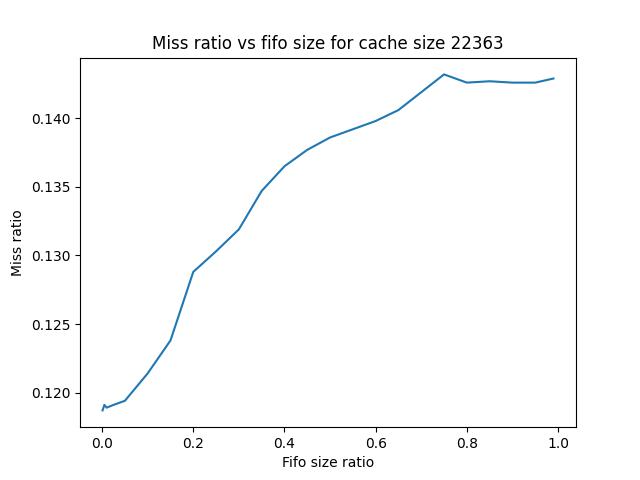 Miss ratio vs fifo size for cache size 22363
0.140
0.135
0.130
0.125
0.120
Miss ratio
0.0 0.2 0.4 0.6 0.8 1.0
Fifo size ratio